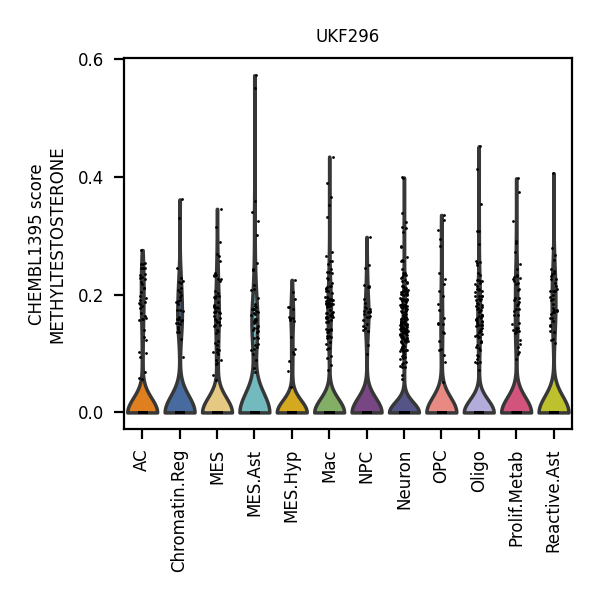 UKF296
CHEMBL1395 score
METHYLTESTOSTERONE
0.6
0.4
0.2
0.0
AC
Chromatin.Reg
MES
MES.Ast
MES.Hyp
Mac
NPC
Neuron
OPC
Oligo
Prolif.Metab
Reactive.Ast